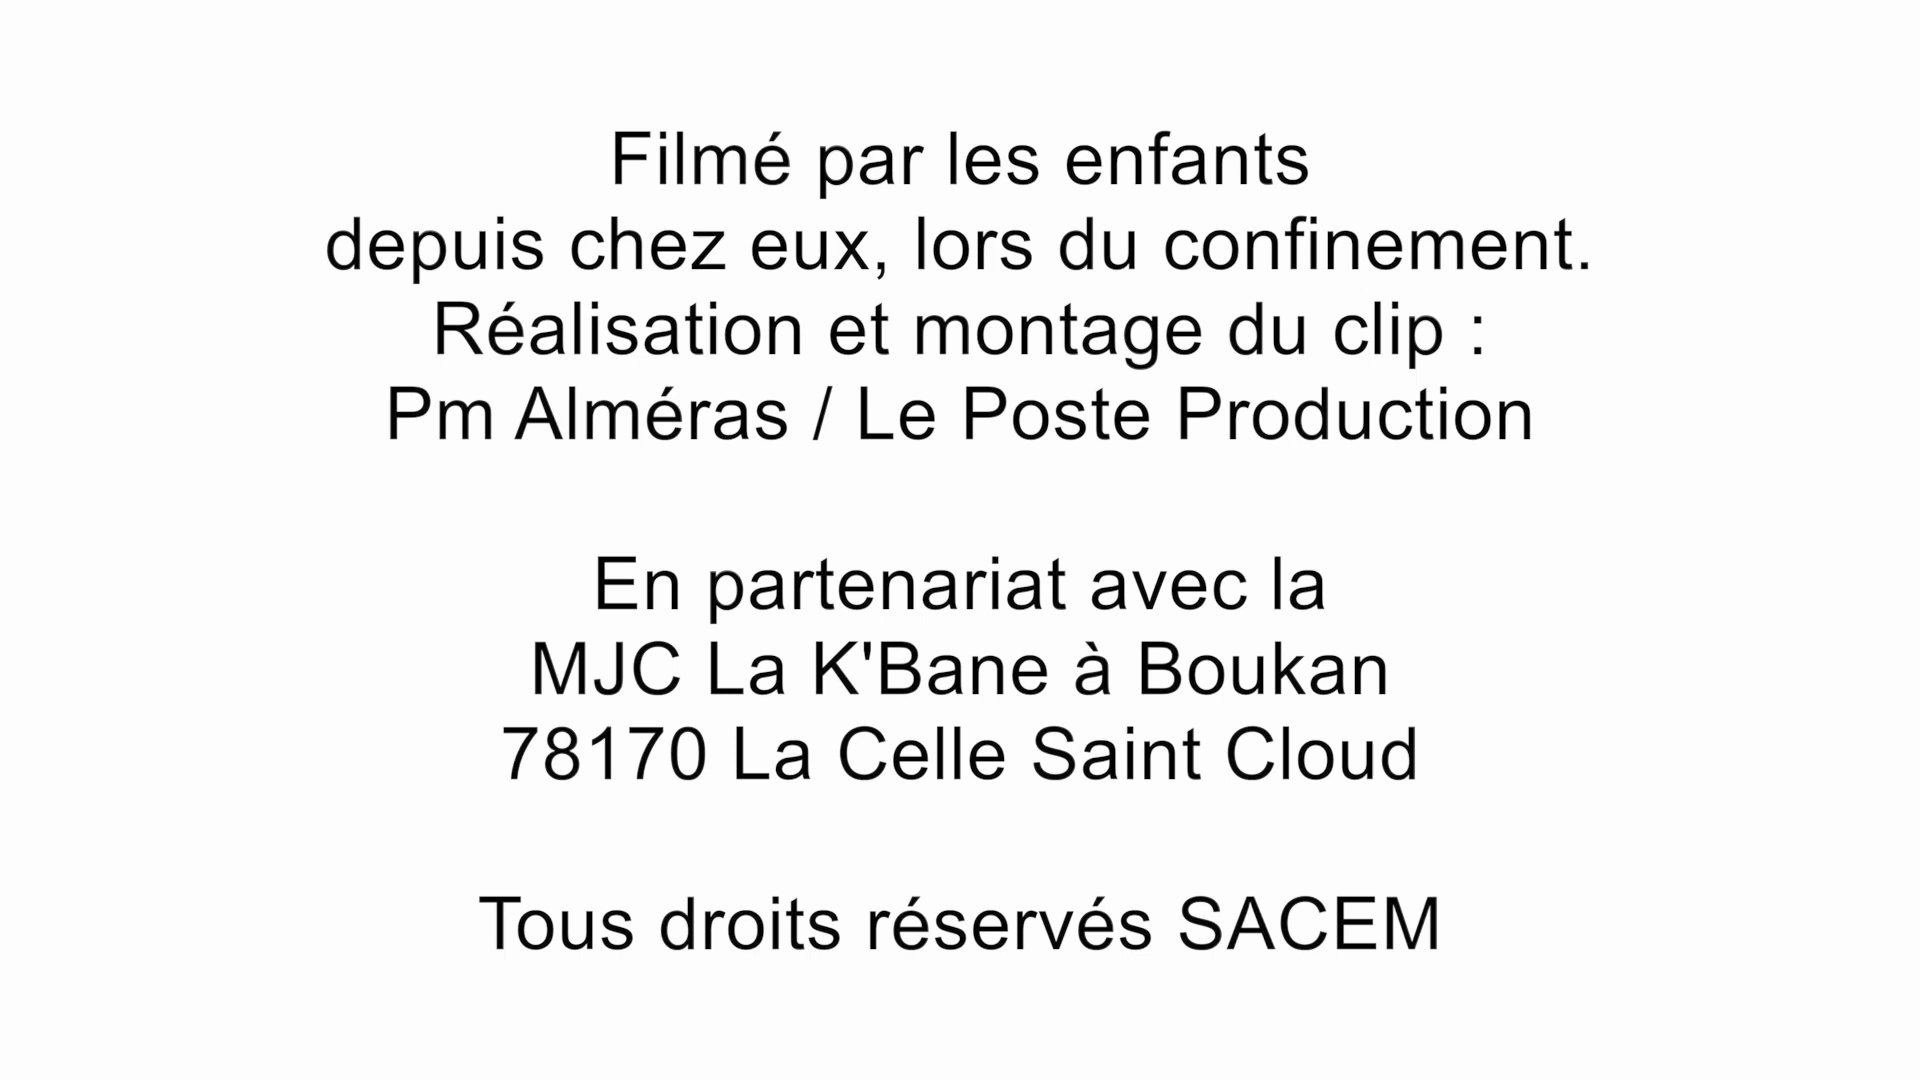 Filmé par les enfants
depuis chez eux, lors du confinement.
Réalisation et montage du clip :
Pm Alméras / Le Poste Production
En partenariat avec la
MJC La K'Bane à Boukan
78170 La Celle Saint Cloud
Tous droits réservés SACEM